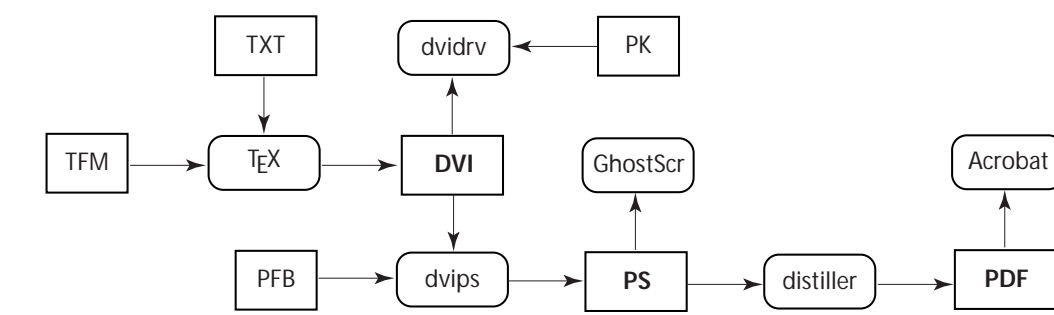 TXT
dvidrv
PK
TFM
TEX
DVI
GhostScr
Acrobat
PFB
dvips
PS
distiller
PDF